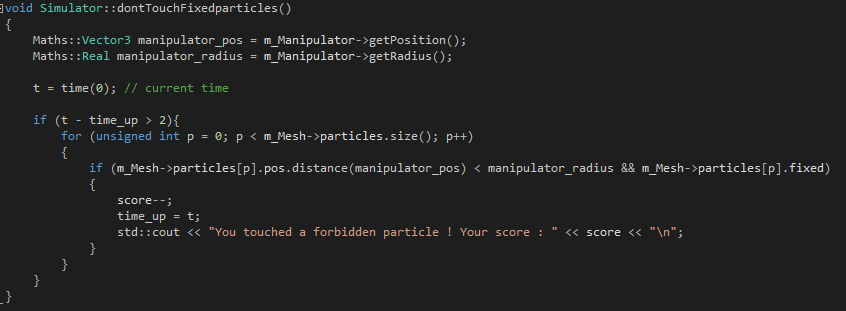 void Simulator::dontTouchFixedparticles()
{
Maths::Vector3 manipulator_pos = m_Manipulator->getPosition();
Maths::Real manipulator_radius = m_Manipulator->getRadius();
t = time(0); // current time
if (t - time_up > 2){
for (unsigned int p = 0; p < m_Mesh->particles.size(); p++)
{
if (m_Mesh->particles[p].pos.distance(manipulator_pos) < manipulator_radius && m_Mesh->particles[p].fixed)
{
score--;
time_up = t;
std::cout << "You touched a forbidden particle ! Your score : " << score << "\n";
}
}
}
}